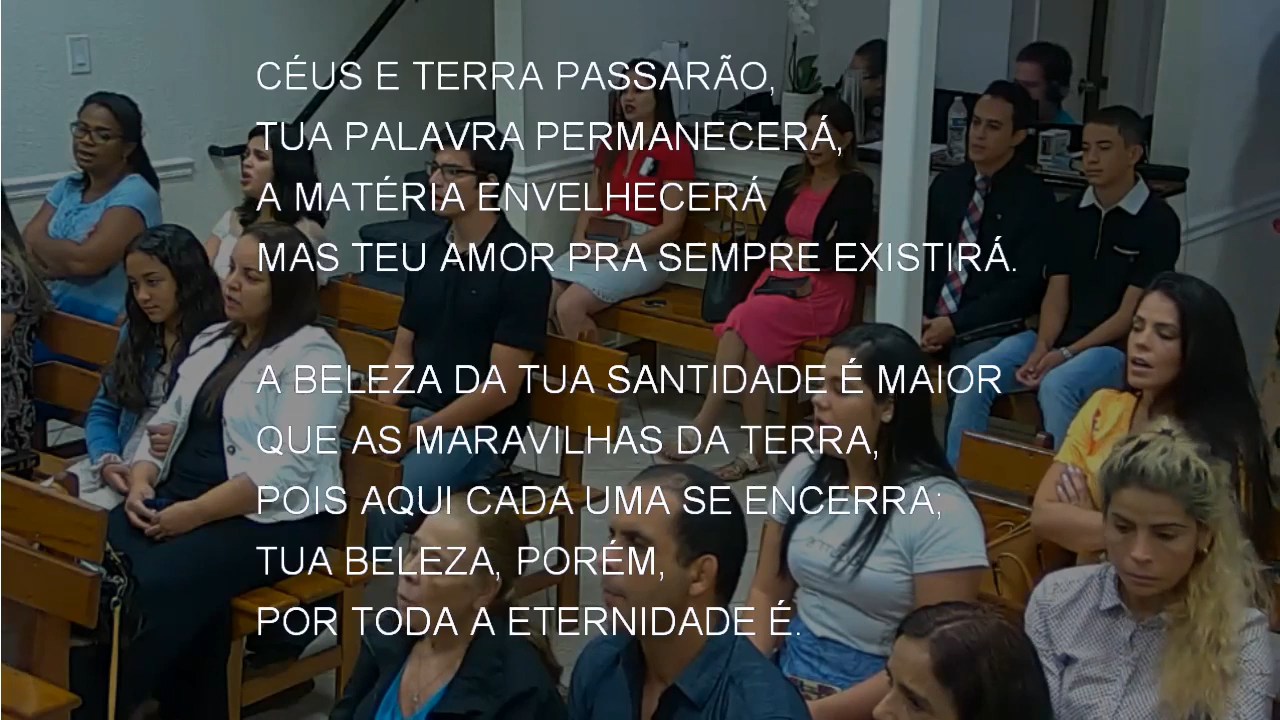 CÉUS E TERRA PASSARÃO,
TUA PALAVRA PERMANECERÁ,
A MATÉRIA ENVELHECERÁ
MAS TEU AMOR PRA SEMPRE EXISTIRÁ.
A BELEZA DA TUA SANTIDADE É MAIOR
QUE AS MARAVILHAS DA TERRA,
POIS AQUI CADA UMA SE ENCERRA;
TUA BELEZA, PORÉM,
POR TODA A ETERNIDADE É.